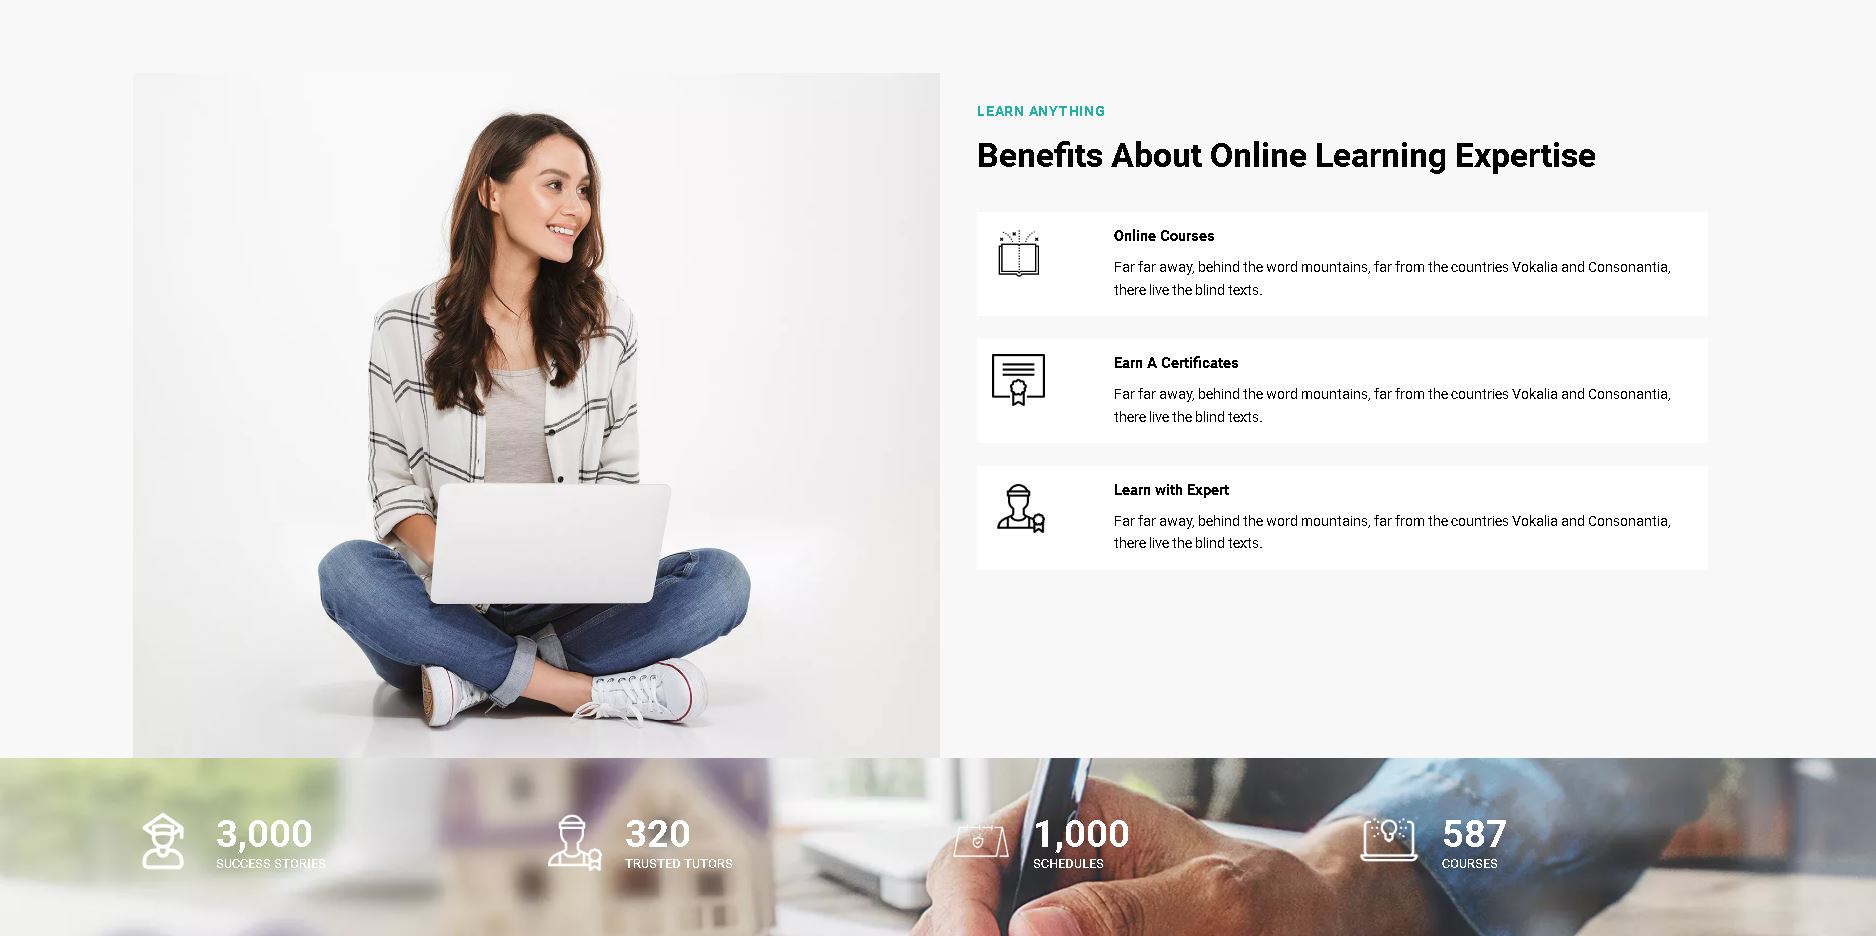 LEARN ANYTHING
Benefits About Online Learning Expertise
Online Courses
Far far away, behind the word mountains, far from the countries Vokalia and Consonantia,
there live the blind texts.
Earn A Certificates
Far far away, behind the word mountains, far from the countries Vokalia and Consonantia,
there live the blind texts.
Learn with Expert
Far far away, behind the word mountains, far from the countries Vokalia and Consonantia,
there live the blind texts.
3,000
SUCCESS STORIES
320
TRUSTED TUTORS
1,000
SCHEDULES
587
COURSES